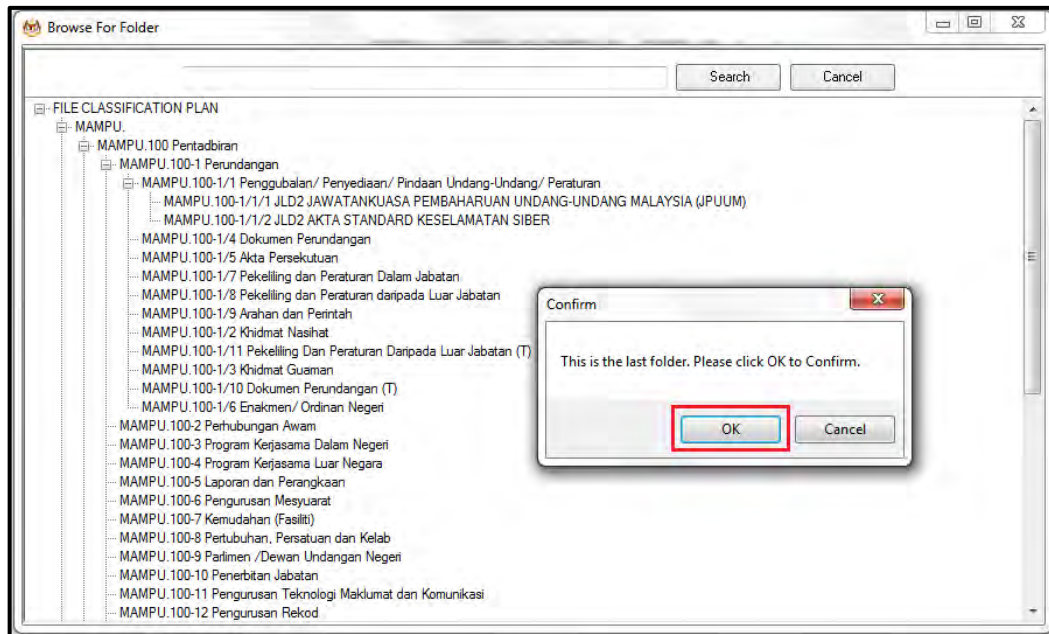 Browse For Folder
Search
Cancel
FILE CLASSIFICATION PLAN
MAMPU.
MAMPU.100 Pentadbiran
MAMPU.100-1 Perundangan
MAMPU.100-1/1 Penggubalan/ Penyediaan/ Pindaan Undang-Undang/ Peraturan
MAMPU.100-1/1/1 JLD2 JAWATANKUASA PEMBAHARUAN UNDANG-UNDANG MALAYSIA (JPUUM)
MAMPU.100-1/1/2 JLD2 AKTA STANDARD KESELAMATAN SIBER
MAMPU.100-1/4 Dokumen Perundangan
MAMPU.100-1/5 Akta Persekutuan
MAMPU.100-1/7 Pekeliling dan Peraturan Dalam Jabatan
MAMPU.100-1/8 Pekeliling dan Peraturan daripada Luar Jabatan
MAMPU.100-1/9 Arahan dan Perintah
MAMPU.100-1/2 Khidmat Nasihat
MAMPU.100-1/11 Pekeliling Dan Peraturan Daripada Luar Jabatan (T)
MAMPU.100-1/3 Khidmat Guaman
MAMPU.100-1/10 Dokumen Perundangan (T)
MAMPU.100-1/6 Enakmen/ Ordinan Negeri
MAMPU.100-2 Perhubungan Awam
MAMPU.100-3 Program Kerjasama Dalam Negeri
MAMPU.100-4 Program Kerjasama Luar Negara
MAMPU.100-5 Laporan dan Perangkaan
MAMPU.100-6 Pengurusan Mesyuarat
MAMPU.100-7 Kemudahan (Fasiliti)
MAMPU.100-8 Pertubuhan, Persatuan dan Kelab
MAMPU.100-9 Parlimen /Dewan Undangan Negeri
MAMPU.100-10 Penerbitan Jabatan
MAMPU.100-11 Pengurusan Teknologi Maklumat dan Komunikasi
MAMPU.100-12 Pengurusan Rekod
Confirm
This is the last folder. Please click OK to Confirm.
OK
Cancel